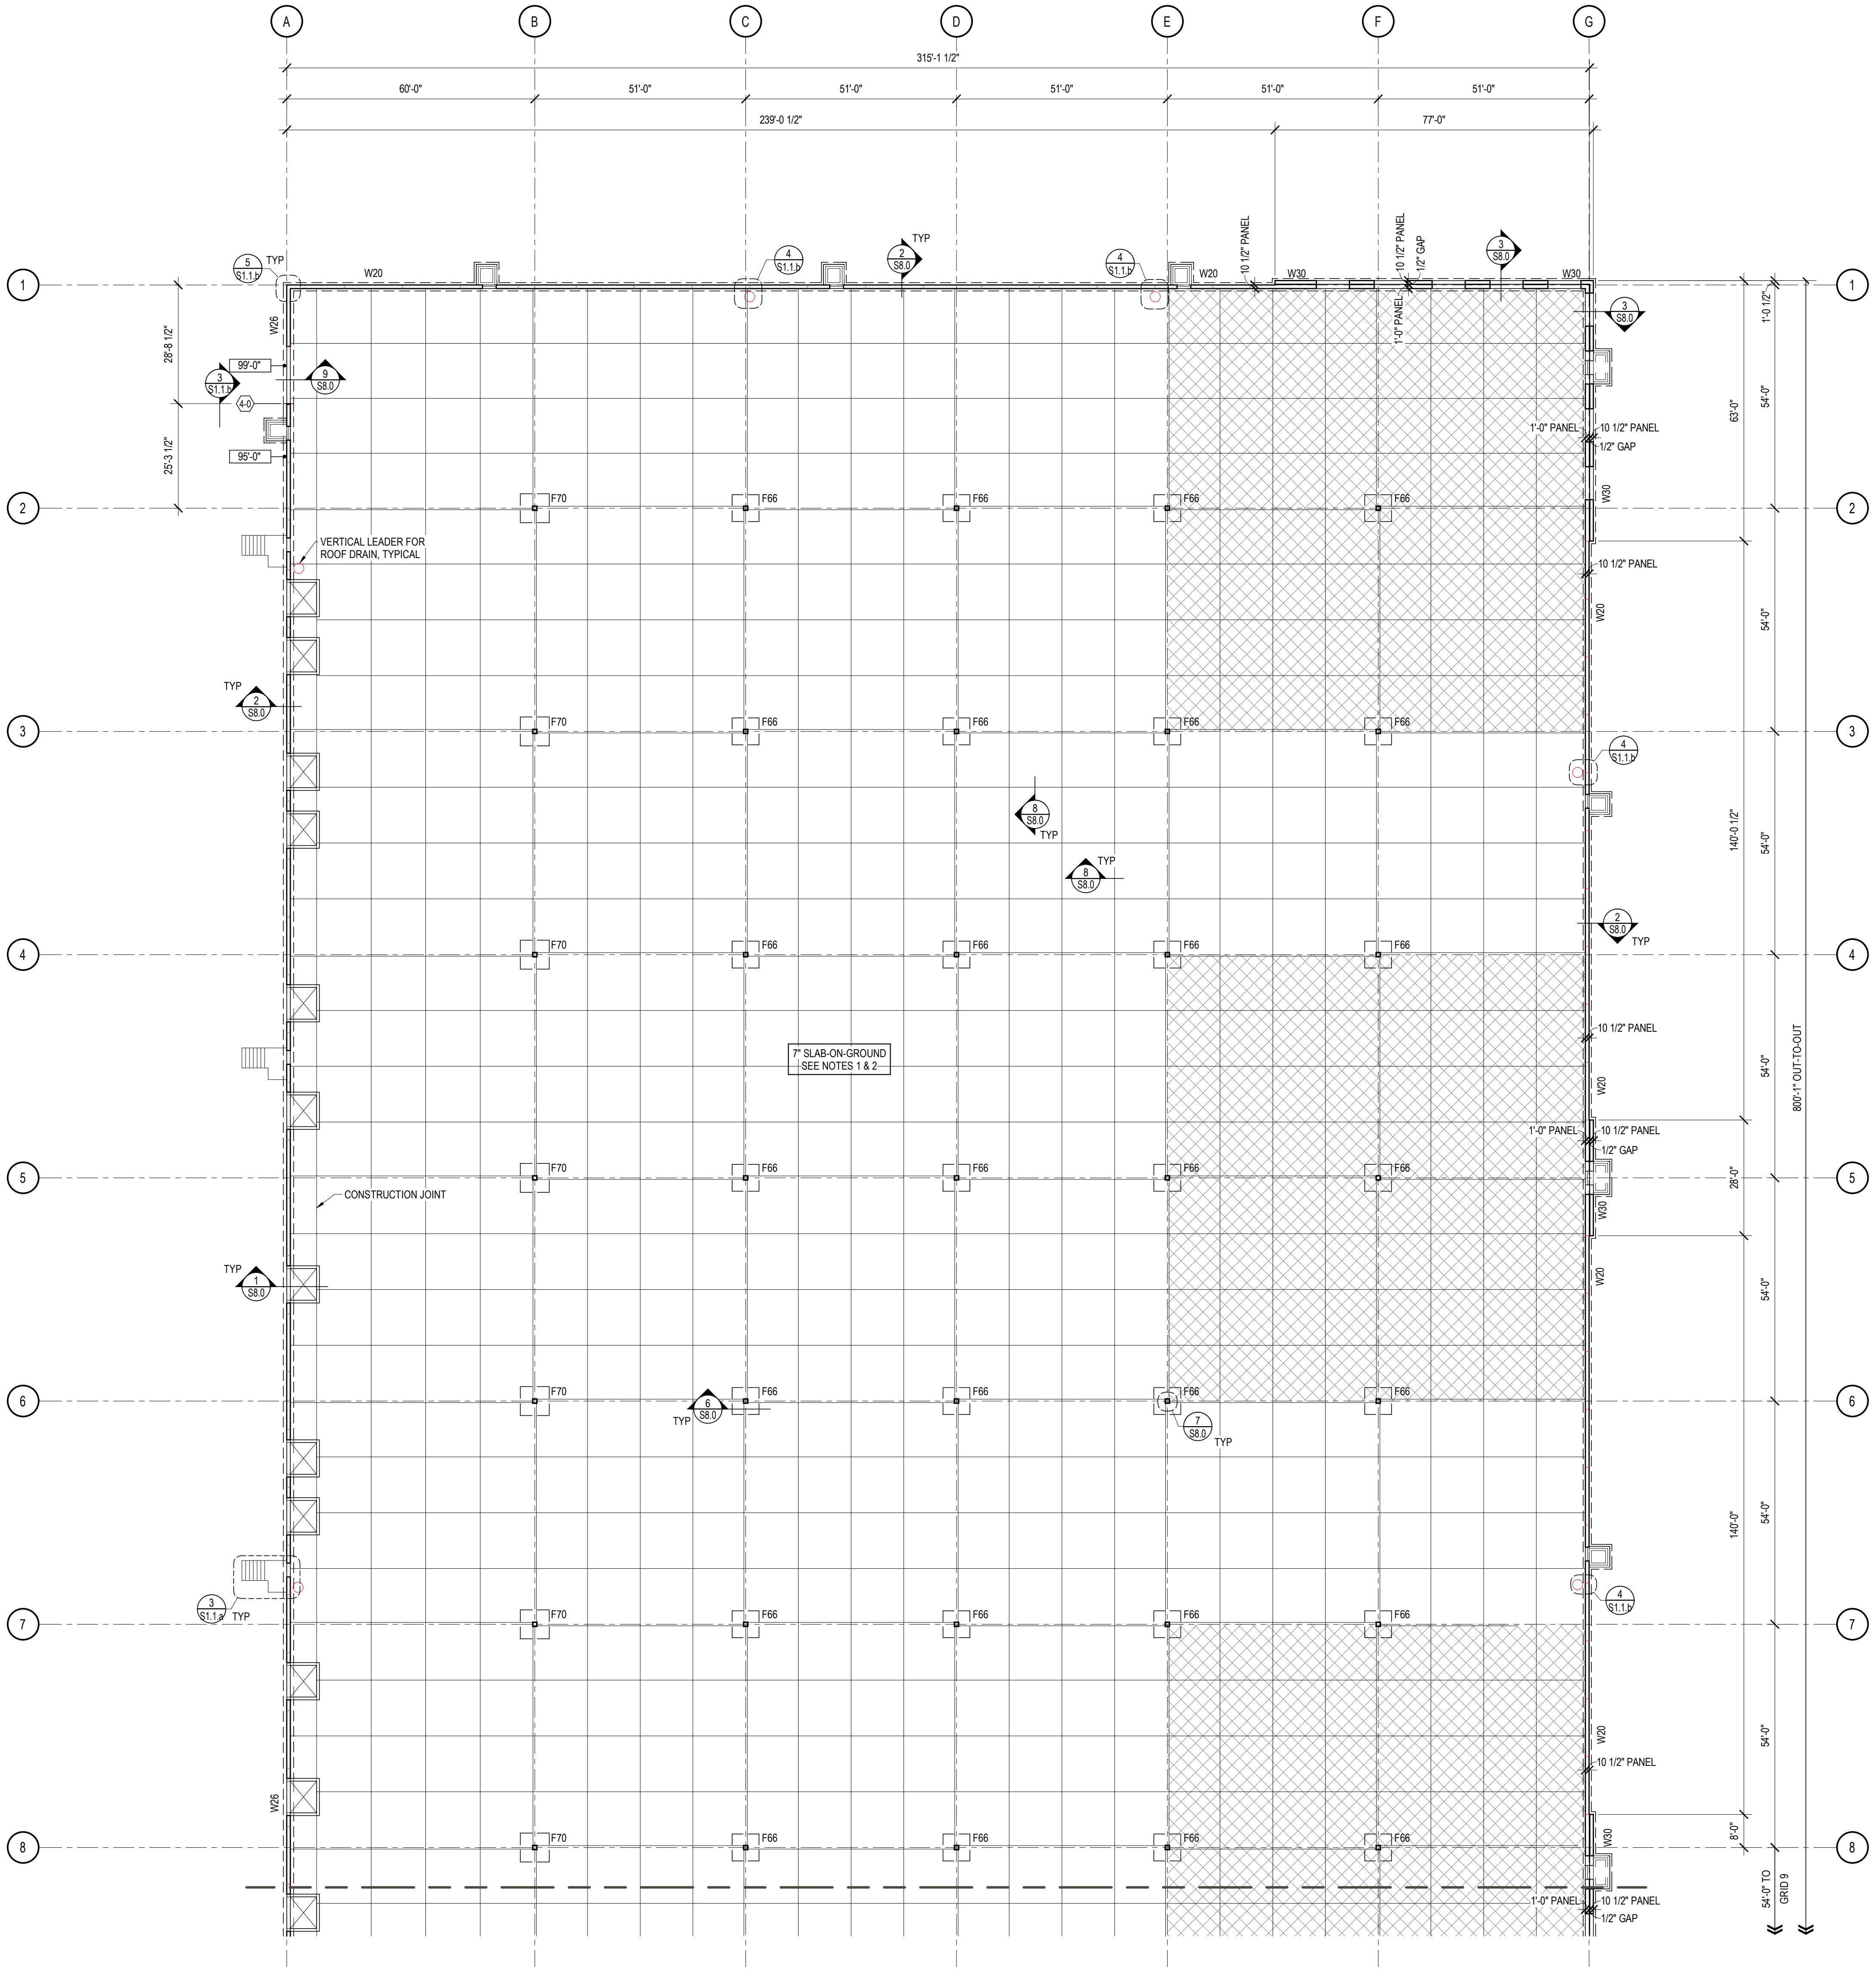 A
B
C
D
E
F
G
315'-1 1/2"
60'-0"
51'-0"
51'-0"
51'-0"
51'-0"
51'-0"
239'-0 1/2"
77'-0"
5
S1.1.b
TYP
W20
4
S1.1.b
2
S8.0
TYP
4
S1.1.b
W20
10 1/2" PANEL
W30
1'-0" PANEL
10 1/2" PANEL
1/2" GAP
3
S8.0
W30
1
1
1'-0 1/2"
W26
28'-8 1/2"
99'-0"
3
S1.1.b
9
S8.0
4-0
95'-0"
25'-3 1/2"
3
S8.0
54'-0"
63'-0"
1'-0" PANEL
10 1/2" PANEL
1/2" GAP
W30
2
F70
F66
F66
F66
F66
2
VERTICAL LEADER FOR
ROOF DRAIN, TYPICAL
10 1/2" PANEL
W20
54'-0"
TYP
2
S8.0
3
F70
F66
F66
F66
F66
3
4
S1.1.b
8
S8.0
TYP
140'-0 1/2"
54'-0"
TYP
8
S8.0
2
S8.0
TYP
4
F70
F66
F66
F66
F66
4
10 1/2" PANEL
7" SLAB-ON-GROUND
SEE NOTES 1 & 2
54'-0"
800'-1" OUT-TO-OUT
W20
1'-0" PANEL
10 1/2" PANEL
1/2" GAP
5
F70
F66
F66
F66
F66
28'-0"
5
CONSTRUCTION JOINT
W30
TYP
1
S8.0
W20
54'-0"
6
F70
F66
F66
F66
F66
6
6
S8.0
TYP
7
S8.0
TYP
140'-0"
54'-0"
3
S1.1.a
TYP
4
S1.1.b
7
F70
F66
F66
F66
F66
7
W20
54'-0"
10 1/2" PANEL
W26
8
F70
F66
F66
F66
F66
W30
8'-0"
8
54'-0" TO
GRID 9
1'-0" PANEL
10 1/2" PANEL
1/2" GAP